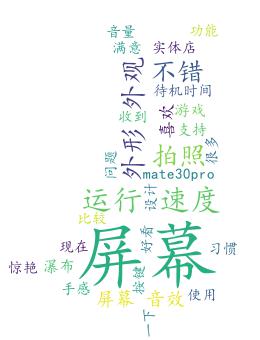 音量
功能
满意
实体店
外观
不错
待机时间
外形
喜欢
收到
游戏
支持
很多
问题
拍照
mate30pro
运行速度
设计
比较
屏幕
现在
好看
习惯
惊艳
瀑布
手感
按键
屏幕音效
使用
一下